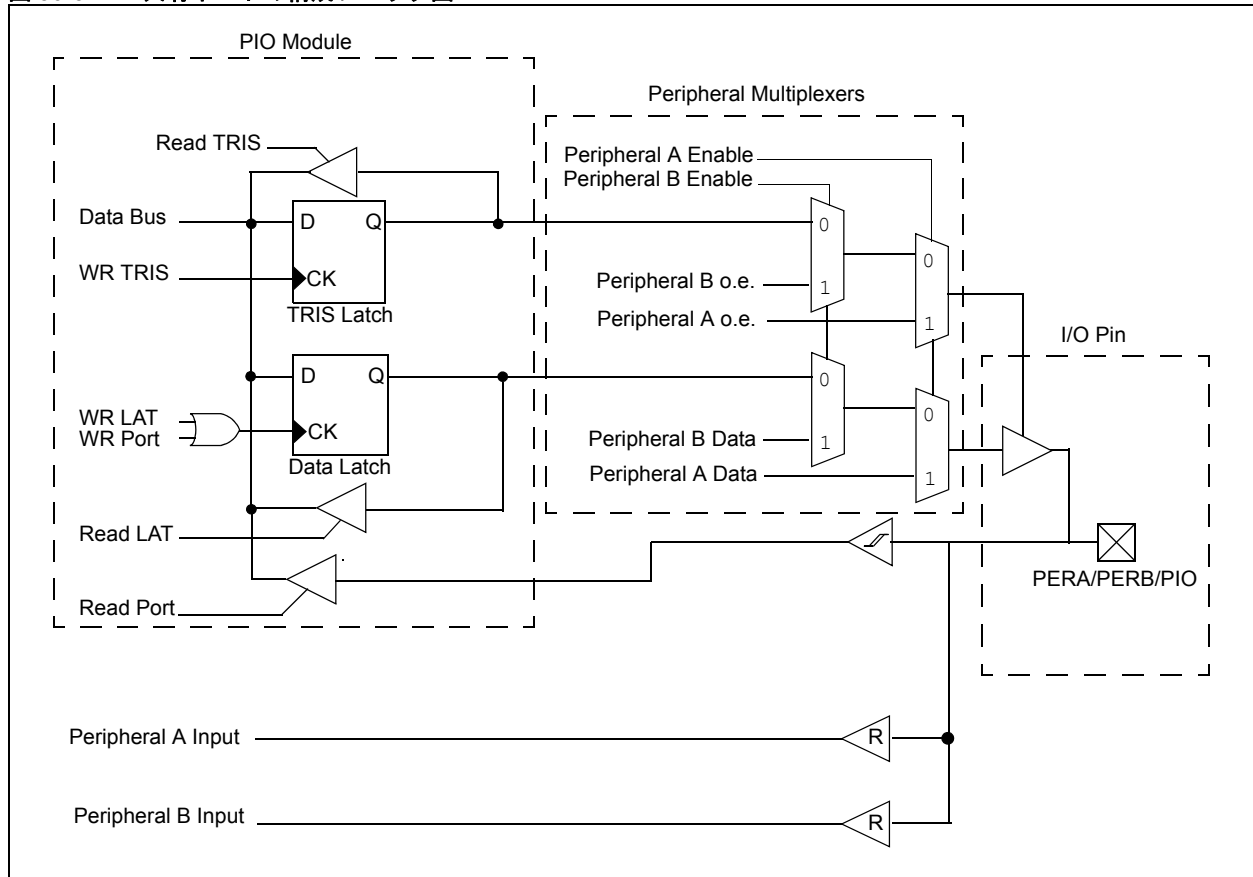 PIO Module
Peripheral Multiplexers
Read TRIS
Peripheral A Enable
Peripheral B Enable
Data Bus
D Q
0
0
WR TRIS
CK
Peripheral B o.e.
1
TRIS Latch
Peripheral A o.e.
1
I/O Pin
D Q
0
0
WR LAT
WR Port
CK
Peripheral B Data
1
Data Latch
Peripheral A Data
1
Read LAT
PERA/PERB/PIO
Read Port
Peripheral A Input
R
Peripheral B Input
R